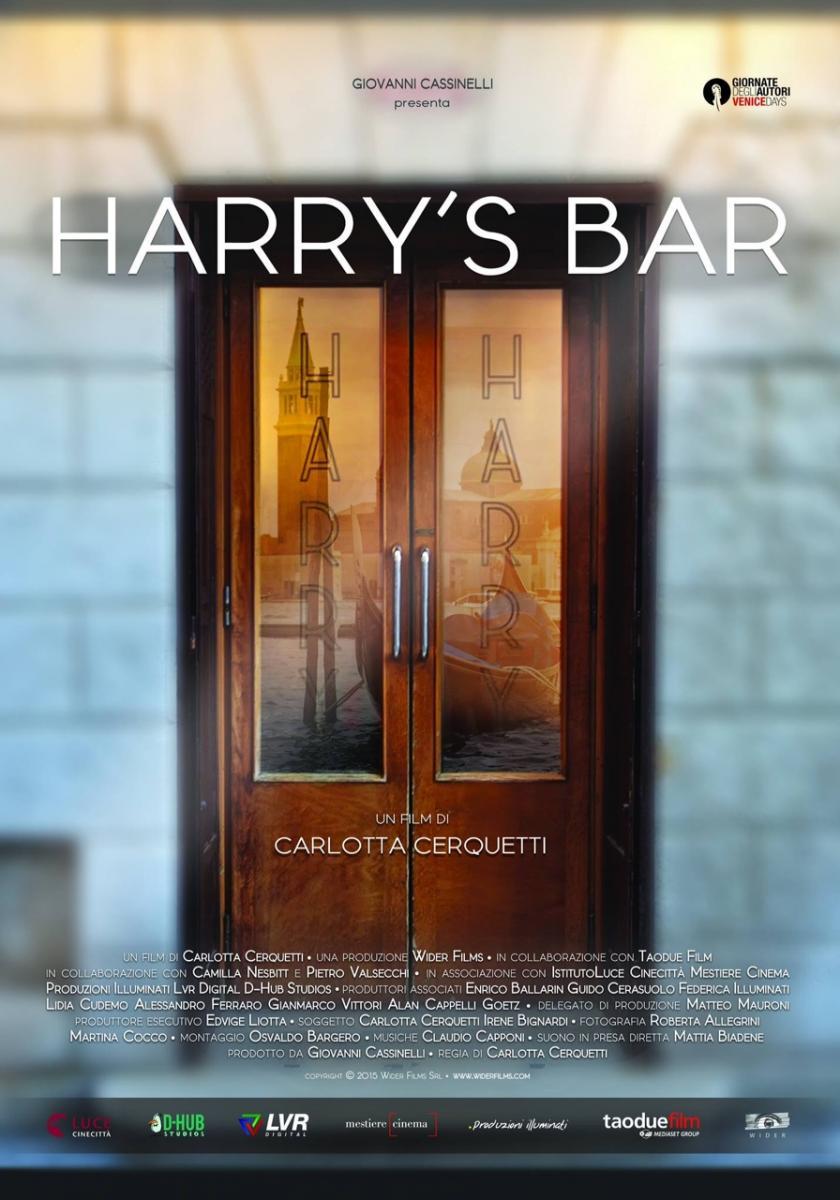 GIOVANNI CASSINELLI
presenta
GIORNATE
DEGLIAUTORI
VENICEDAYS
HARRY'S BAR
HARRY
HARRY
UN FILM DI
CARLOTTA CERQUETTI
UN FILM DI CARLOTTA CERQUETTI • UNA PRODUZIONE WIDER FILMS • IN COLLABORAZIONE CON TAODUE FILM
IN COLLABORAZIONE CON CAMILLA NESBITT E PIETRO VALSECCHI • IN ASSOCIAZIONE CON ISTITUTOLUCE CINECITTÀ MESTIERE CINEMA
PRODUZIONI ILLUMINATI LVR DIGITAL D-HUB STUDIOS • PRODUTTORI ASSOCIATI ENRICO BALLARIN GUIDO CERASUOLO FEDERICA ILLUMINATI
LIDIA CUDEMO ALESSANDRO FERRARO GIANMARCO VITTORI ALAN CAPPELLI GOETZ • DELEGATO DI PRODUZIONE MATTEO MAURONI
PRODUTTORE ESECUTIVO EDVIGE LIOTTA • SOGGETTO CARLOTTA CERQUETTI IRENE BIGNARDI • FOTOGRAFIA ROBERTA ALLEGRINI
MARTINA COCCO • MONTAGGIO OSVALDO BARGERO • MUSICHE CLAUDIO CAPPONI • SUONO IN PRESA DIRETTA MATTIA BIADENE
PRODOTTO DA GIOVANNI CASSINELLI • REGIA DI CARLOTTA CERQUETTI
COPYRIGHT © 2015 WIDER FILMS SRL • WWW.WIDERFILMS.COM
LUCE
CINECITTÀ
D-HUB
STUDIOS
LVR
DIGITAL
mestiere cinema
.produzioni illuminati
taoduefilm
MEDIASET GROUP
WIDER